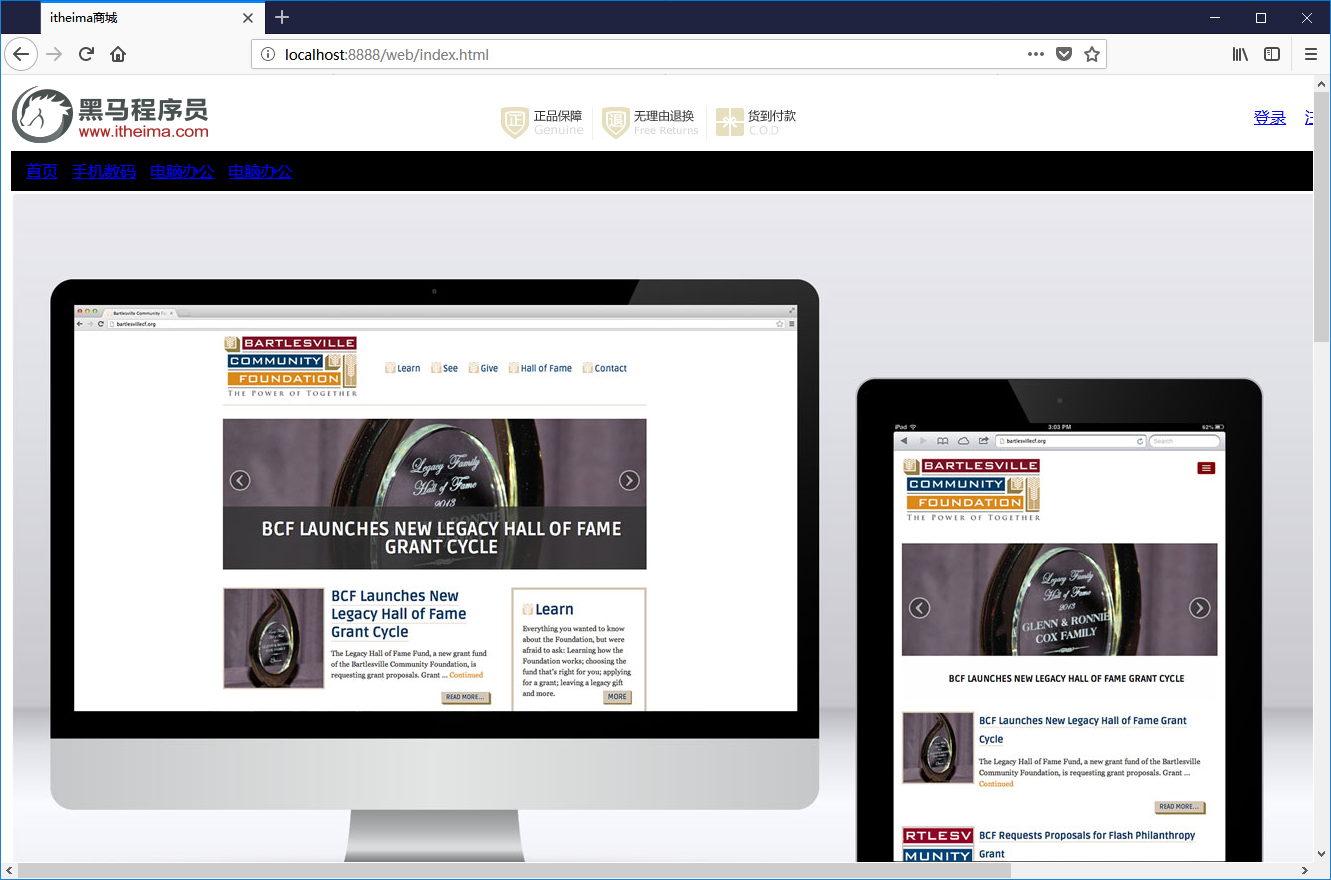 itheima商城
localhost:8888/web/index.html
黑马程序员
www.itheima.com
正
正品保障
Genuine
退
无理由退换
Free Returns
货到付款
C.O.D
登录
首页 手机数码 电脑办公 电脑办公
Bartlesville Community
bartlesvillecf.org
BARTLESVILLE
COMMUNITY
FOUNDATION
THE POWER OF TOGETHER
Learn See Give Hall of Fame Contact
Legacy Family
Hall of Fame
2013
BCF LAUNCHES NEW LEGACY HALL OF FAME
GRANT CYCLE
BCF Launches New
Legacy Hall of Fame
Grant Cycle
The Legacy Hall of Fame Fund, a new grant fund
of the Bartlesville Community Foundation, is
requesting grant proposals. Grant ... Continued
READ MORE...
Learn
Everything you wanted to know
about the Foundation, but were
afraid to ask: Learning how the
Foundation works; choosing the
fund that's right for you; applying
for a grant; leaving a legacy gift
and more.
MORE
iPad 3:03 PM 62%
bartlesvillecf.org Search
BARTLESVILLE
COMMUNITY
FOUNDATION
THE POWER OF TOGETHER
Legacy Family
Hall of Fame
2013
GLENN & RONNIE
COX FAMILY
BCF LAUNCHES NEW LEGACY HALL OF FAME GRANT CYCLE
BCF Launches New Legacy Hall of Fame Grant
Cycle
The Legacy Hall of Fame Fund, a new grant fund of the Bartlesville
Community Foundation, is requesting grant proposals. Grant ...
Continued
READ MORE...
RTLESV
MUNITY
BCF Requests Proposals for Flash Philanthropy
Grant